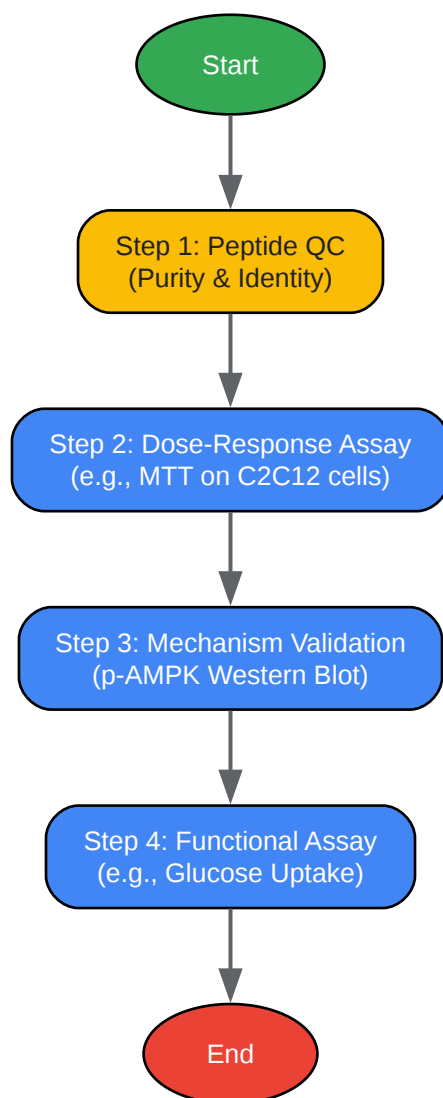 Start
Step 1: Peptide QC
(Purity & Identity)
Step 2: Dose-Response Assay
(e.g., MTT on C2C12 cells)
Step 3: Mechanism Validation
(p-AMPK Western Blot)
Step 4: Functional Assay
(e.g., Glucose Uptake)
End